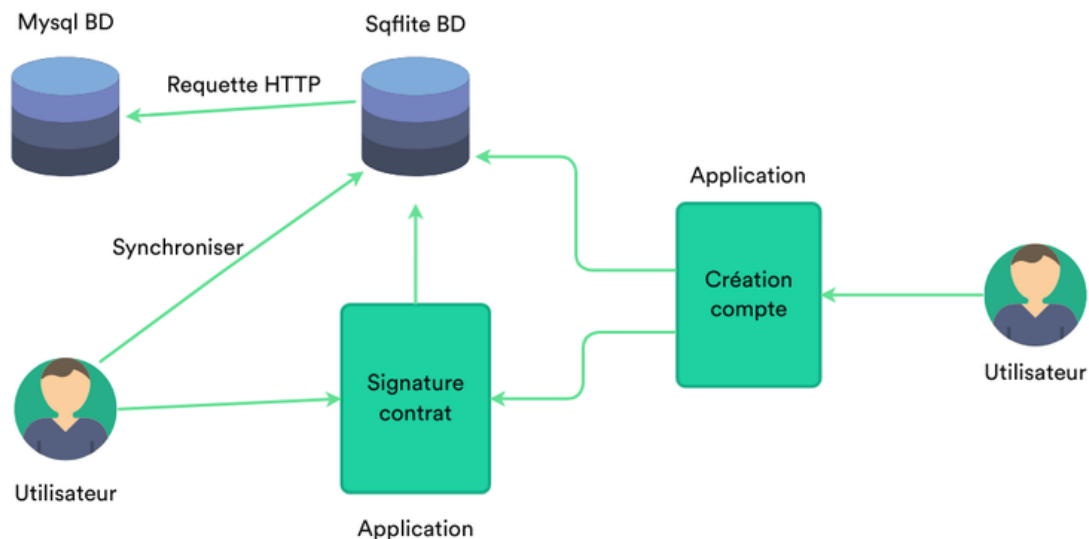 Mysql BD
Sqflite BD
Requette HTTP
Application
Synchroniser
Création
compte
Signature
contrat
Utilisateur
Utilisateur
Application